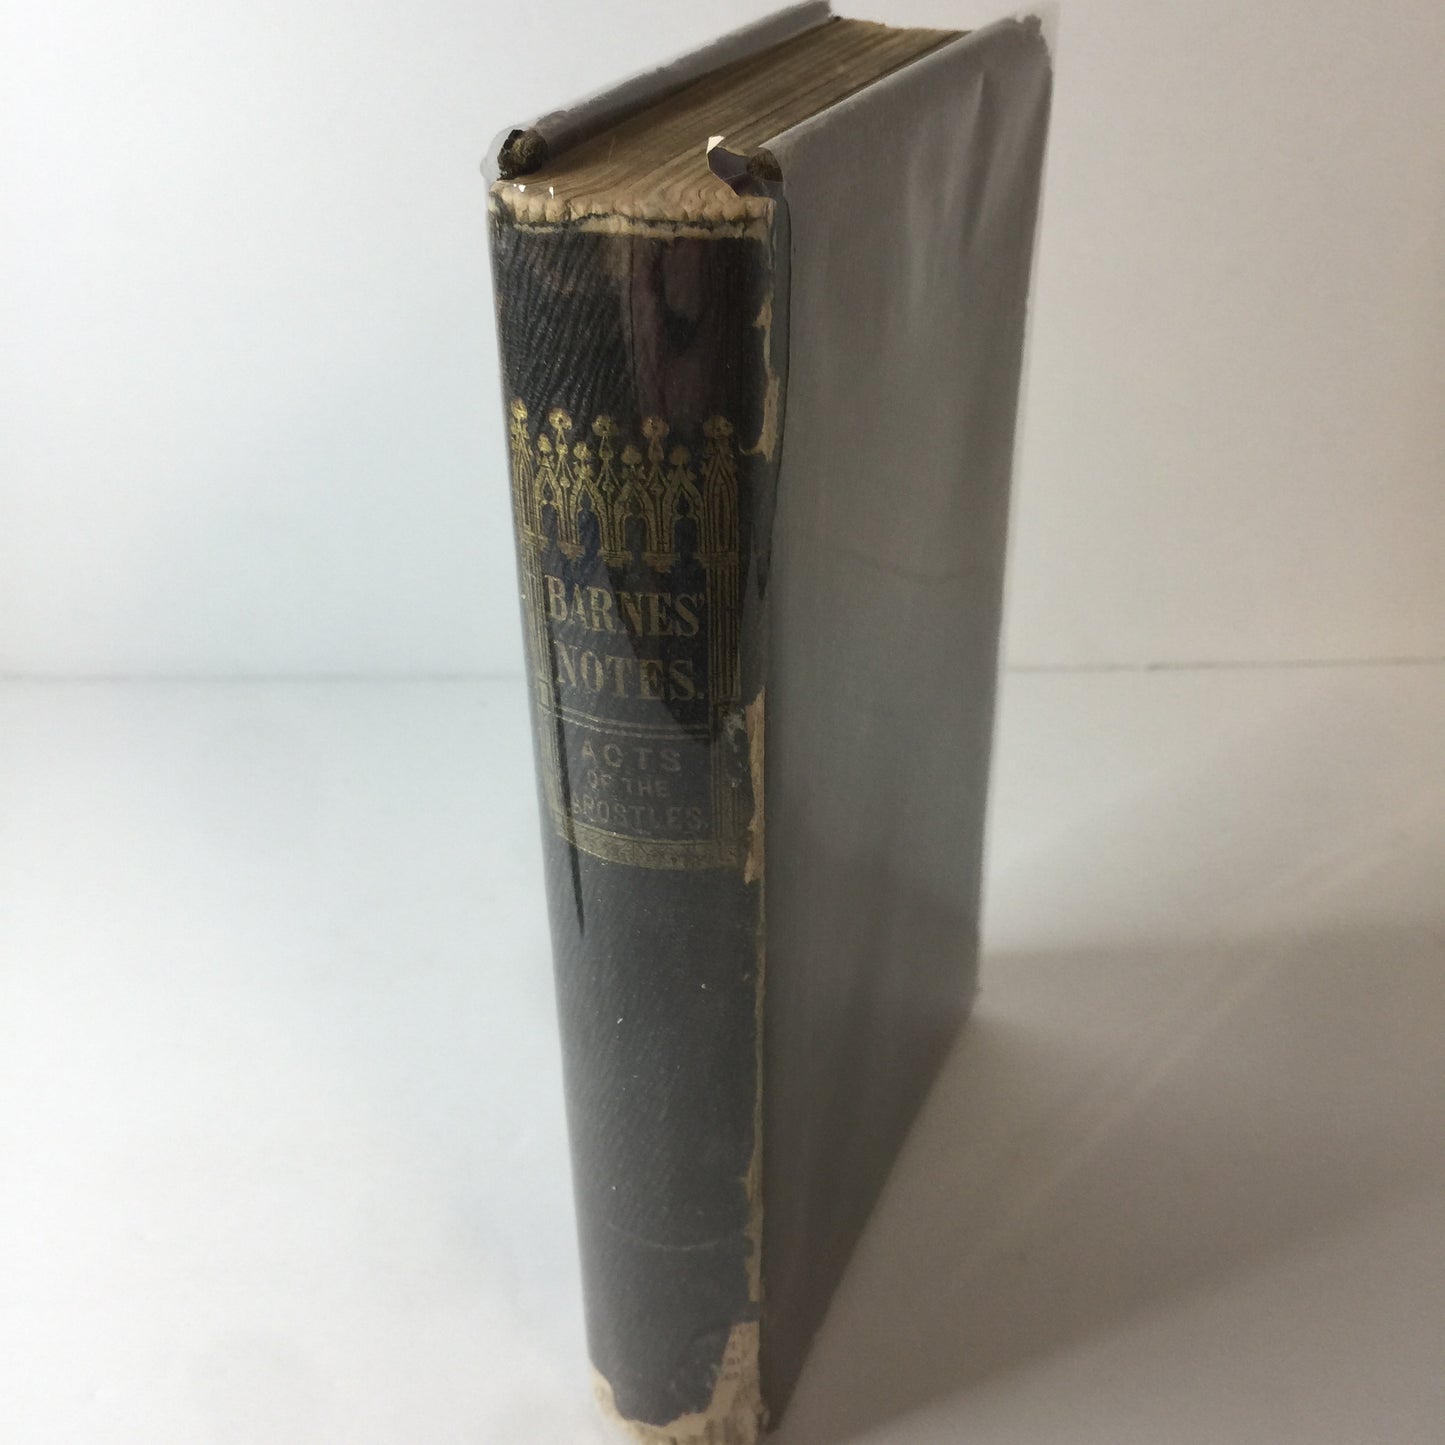 BARNES'
NOTES.
ACTS
OF THE
APOSTLES.